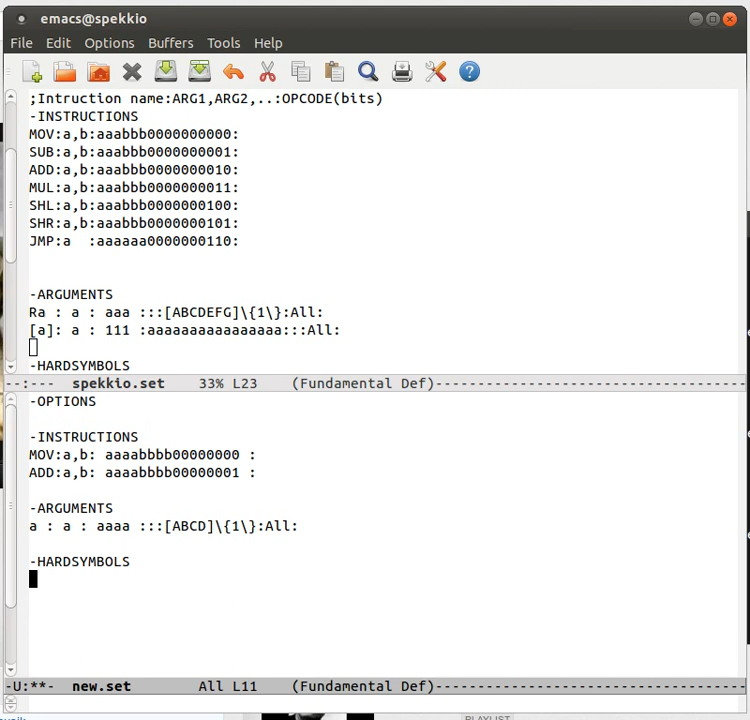 emacs@spekkio
File Edit Options Buffers Tools Help
;Intruction name:ARG1,ARG2,..:OPCODE(bits)
-INSTRUCTIONS
MOV:a,b:aaabbb0000000000:
SUB:a,b:aaabbb0000000001:
ADD:a,b:aaabbb0000000010:
MUL:a,b:aaabbb0000000011:
SHL:a,b:aaabbb0000000100:
SHR:a,b:aaabbb0000000101:
JMP:a  :aaaaaa0000000110:
-ARGUMENTS
Ra : a : aaa :::[ABCDEFG]\{1\}:All:
[a]: a : 111 :aaaaaaaaaaaaaaaa:::All:
-HARDSYMBOLS
--:---  spekkio.set    33% L23    (Fundamental Def)-------------------------------------
-OPTIONS
-INSTRUCTIONS
MOV:a,b: aaaabbbb00000000 :
ADD:a,b: aaaabbbb00000001 :
-ARGUMENTS
a : a : aaaa :::[ABCD]\{1\}:All:
-HARDSYMBOLS
-U:**-  new.set        All L11    (Fundamental Def)-------------------------------------
PLAYLIST